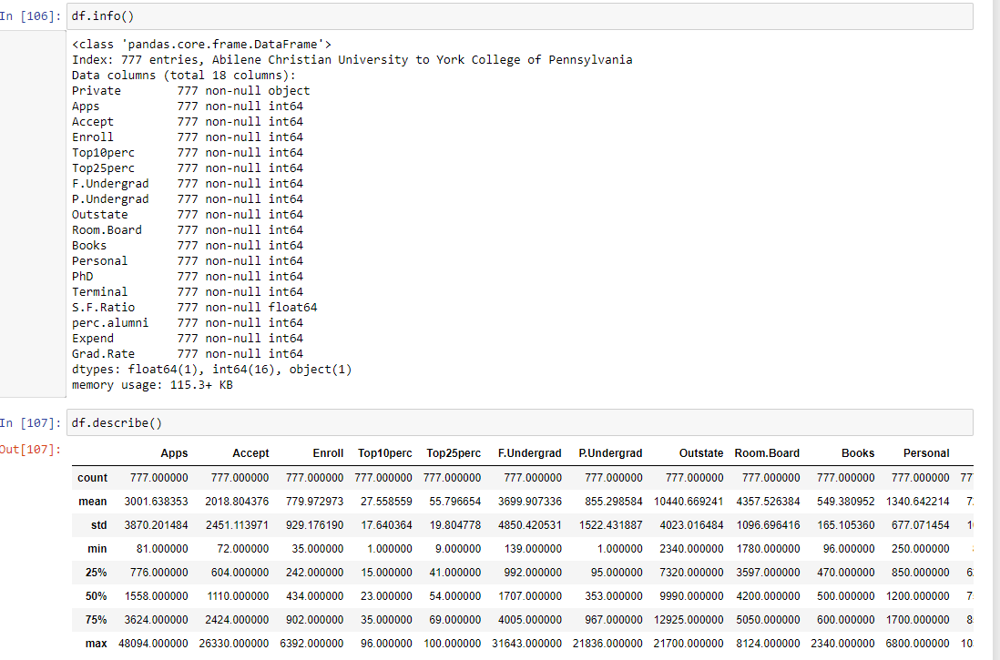 In [106]: df.info()
<class 'pandas.core.frame.DataFrame'>
Index: 777 entries, Abilene Christian University to York College of Pennsylvania
Data columns (total 18 columns):
Private        777 non-null object
Apps           777 non-null int64
Accept         777 non-null int64
Enroll         777 non-null int64
Top10perc      777 non-null int64
Top25perc      777 non-null int64
F.Undergrad    777 non-null int64
P.Undergrad    777 non-null int64
Outstate       777 non-null int64
Room.Board     777 non-null int64
Books          777 non-null int64
Personal       777 non-null int64
PhD            777 non-null int64
Terminal       777 non-null int64
S.F.Ratio      777 non-null float64
perc.alumni    777 non-null int64
Expend         777 non-null int64
Grad.Rate      777 non-null int64
dtypes: float64(1), int64(16), object(1)
memory usage: 115.3+ KB
In [107]: df.describe()
Out[107]:
Apps Accept Enroll Top10perc Top25perc F.Undergrad P.Undergrad Outstate Room.Board Books Personal
count 777.000000 777.000000 777.000000 777.000000 777.000000 777.000000 777.000000 777.000000 777.000000 777.000000 777.000000
mean 3001.638353 2018.804376 779.972973 27.558559 55.796654 3699.907336 855.298584 10440.669241 4357.526384 549.380952 1340.642214
std 3870.201484 2451.113971 929.176190 17.640364 19.804778 4850.420531 1522.431887 4023.016484 1096.696416 165.105360 677.071454
min 81.000000 72.000000 35.000000 1.000000 9.000000 139.000000 1.000000 2340.000000 1780.000000 96.000000 250.000000
25% 776.000000 604.000000 242.000000 15.000000 41.000000 992.000000 95.000000 7320.000000 3597.000000 470.000000 850.000000
50% 1558.000000 1110.000000 434.000000 23.000000 54.000000 1707.000000 353.000000 9990.000000 4200.000000 500.000000 1200.000000
75% 3624.000000 2424.000000 902.000000 35.000000 69.000000 4005.000000 967.000000 12925.000000 5050.000000 600.000000 1700.000000
max 48094.000000 26330.000000 6392.000000 96.000000 100.000000 31643.000000 21836.000000 21700.000000 8124.000000 2340.000000 6800.000000